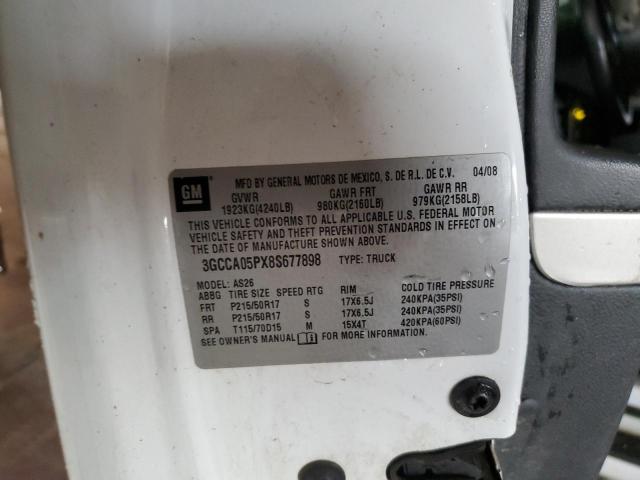 GM MFD BY GENERAL MOTORS DE MEXICO, S. DE R.L. DE C.V. 04/08
GVWR GAWR FRT GAWR RR
1923KG(4240LB) 980KG(2160LB) 979KG(2158LB)
THIS VEHICLE CONFORMS TO ALL APPLICABLE U.S. FEDERAL MOTOR
VEHICLE SAFETY AND THEFT PREVENTION STANDARDS IN EFFECT ON
THE DATE OF MANUFACTURE SHOWN ABOVE.
3GCCA05PX8S677898 TYPE: TRUCK
MODEL: AS26
ABBG TIRE SIZE SPEED RTG RIM COLD TIRE PRESSURE
FRT P215/50R17 S 17X6.5J 240KPA(35PSI)
RR P215/50R17 S 17X6.5J 240KPA(35PSI)
SPA T115/70D15 M 15X4T 420KPA(60PSI)
SEE OWNER'S MANUAL FOR MORE INFORMATION.